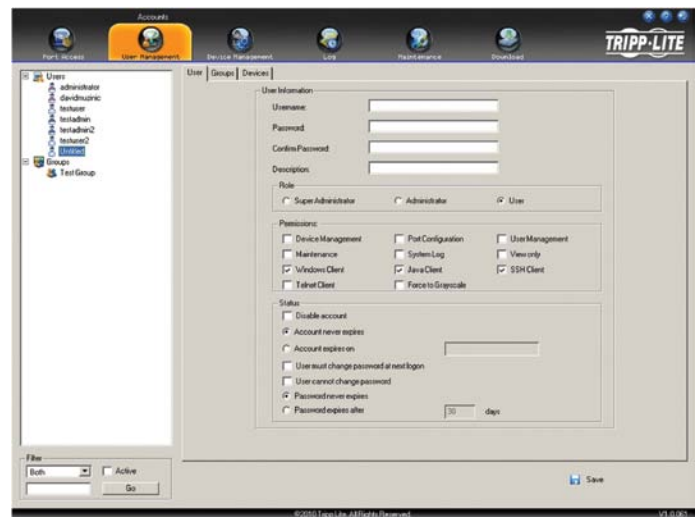 Accounts
Port Access
User Management
Device Management
Log
Maintenance
Download
TRIPP·LITE
Users
administrator
davidmuzinic
testuser
testadmin
testadmin2
testuser2
Untitled
Groups
Test Group
User Groups Devices
User Information
Username:
Password:
Confirm Password:
Description:
Role
Super Administrator Administrator User
Permissions:
Device Management Port Configuration User Management
Maintenance System Log View only
Windows Client Java Client SSH Client
Telnet Client Force to Grayscale
Status
Disable account
Account never expires
Account expires on
User must change password at next logon
User cannot change password
Password never expires
Password expires after 30 days
Filter
Both Active
Go
Save
©2010 Tripp Lite. All Rights Reserved. V1.0.061